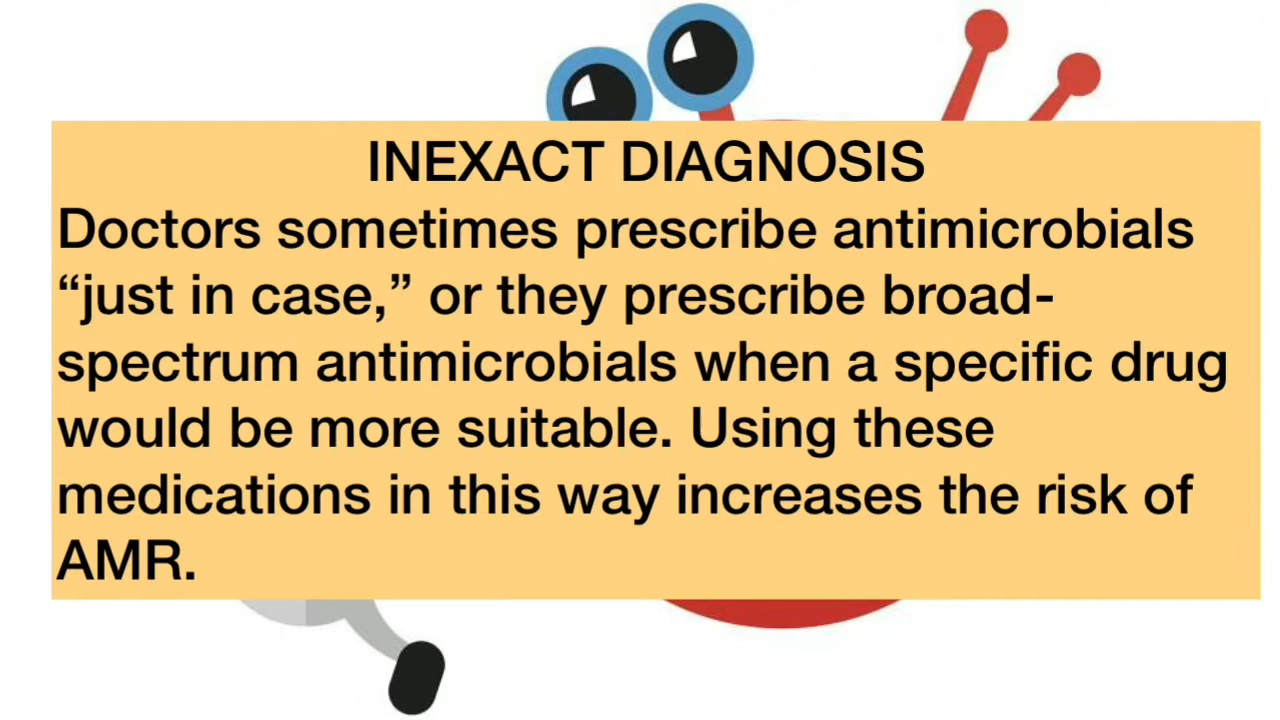 INEXACT DIAGNOSIS
Doctors sometimes prescribe antimicrobials
“just in case,” or they prescribe broad-
spectrum antimicrobials when a specific drug
would be more suitable. Using these
medications in this way increases the risk of
AMR.